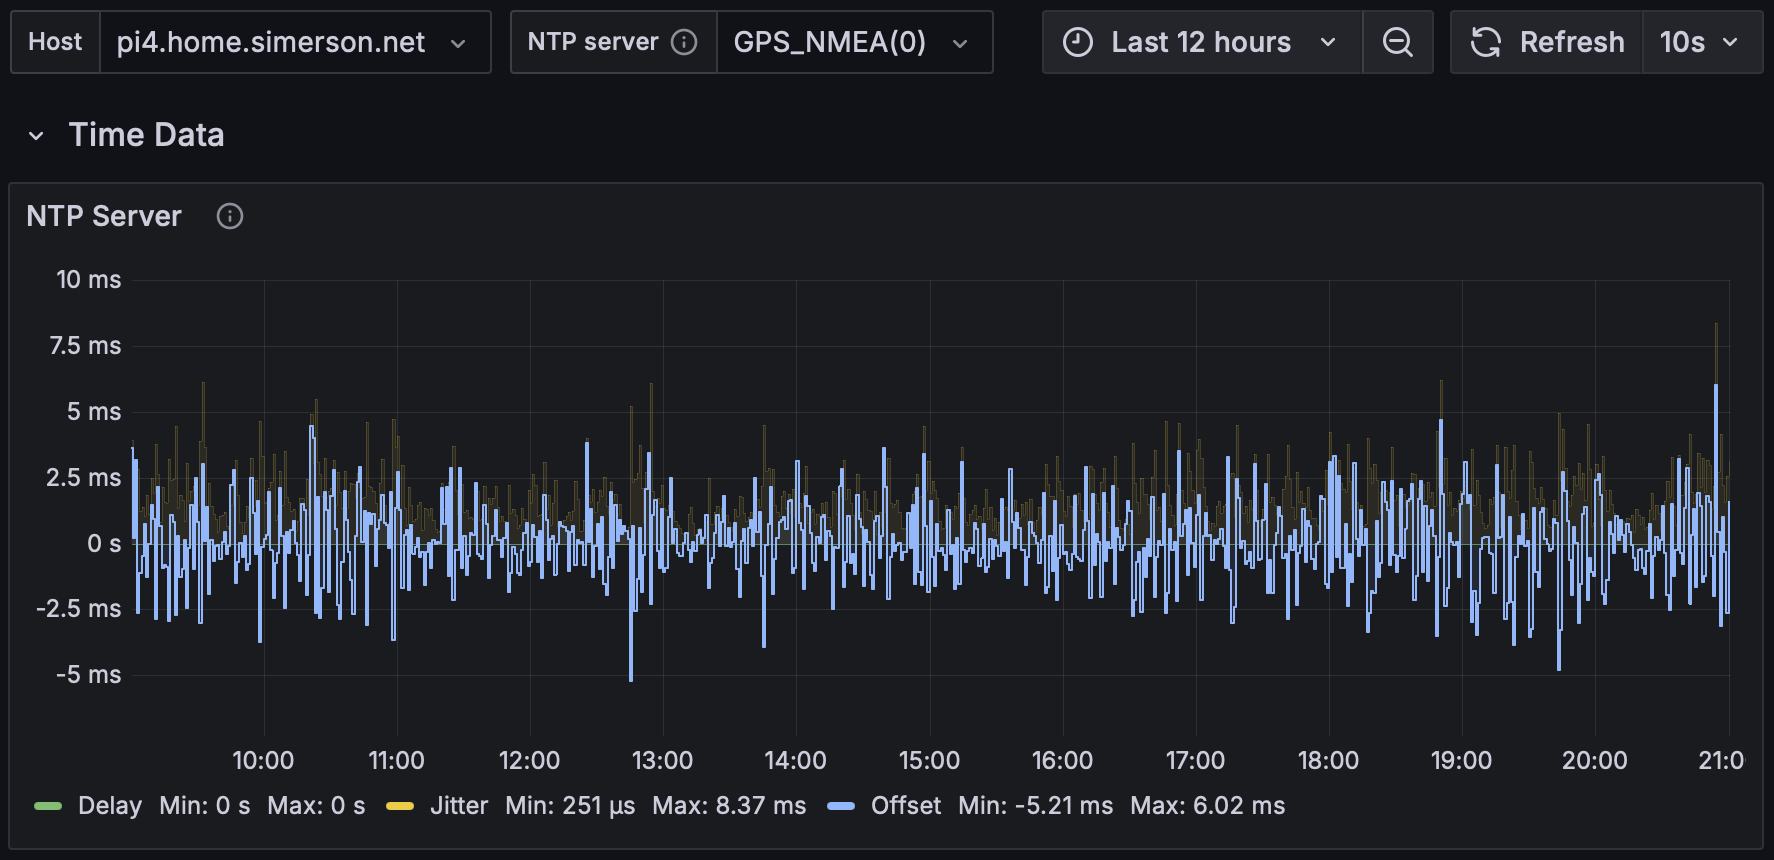 Host pi4.home.simerson.net NTP server GPS_NMEA(0) Last 12 hours Refresh 10s
Time Data
NTP Server
10 ms
7.5 ms
5 ms
2.5 ms
0 s
-2.5 ms
-5 ms
10:00 11:00 12:00 13:00 14:00 15:00 16:00 17:00 18:00 19:00 20:00 21:0
Delay Min: 0 s Max: 0 s Jitter Min: 251 µs Max: 8.37 ms Offset Min: -5.21 ms Max: 6.02 ms